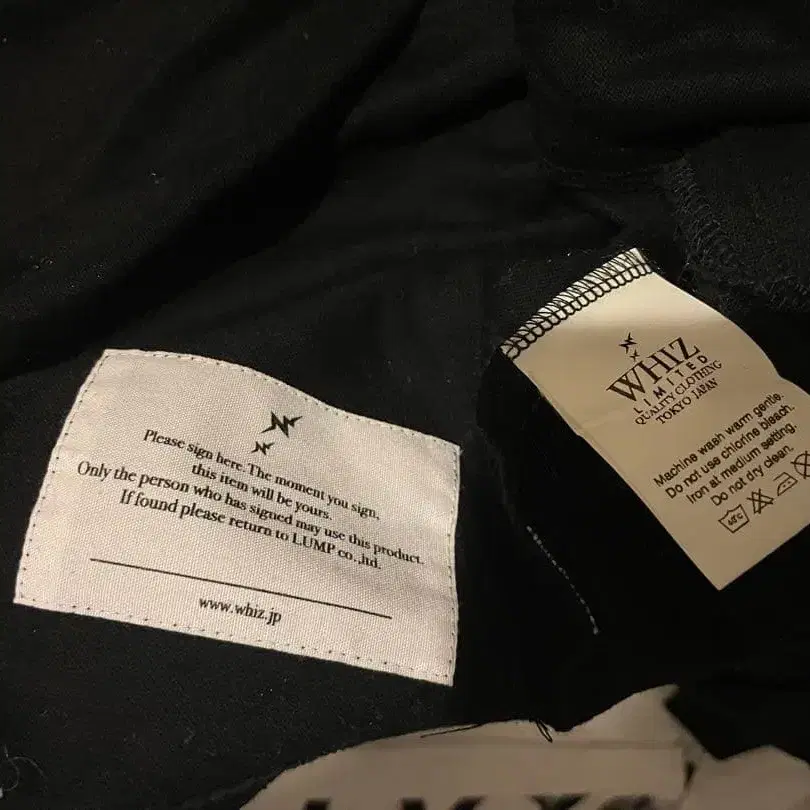 Please sign here. The moment you sign,
this item will be yours.
Only the person who has signed may use this product.
If found please return to LUMP co.,hd.
www.whiz.jp
WHIZ
LIMITED
QUALITY CLOTHING
TOKYO JAPAN
Machine wash warm gentle.
Do not use chlorine bleach.
Iron at medium setting.
Do not dry clean.
40°C